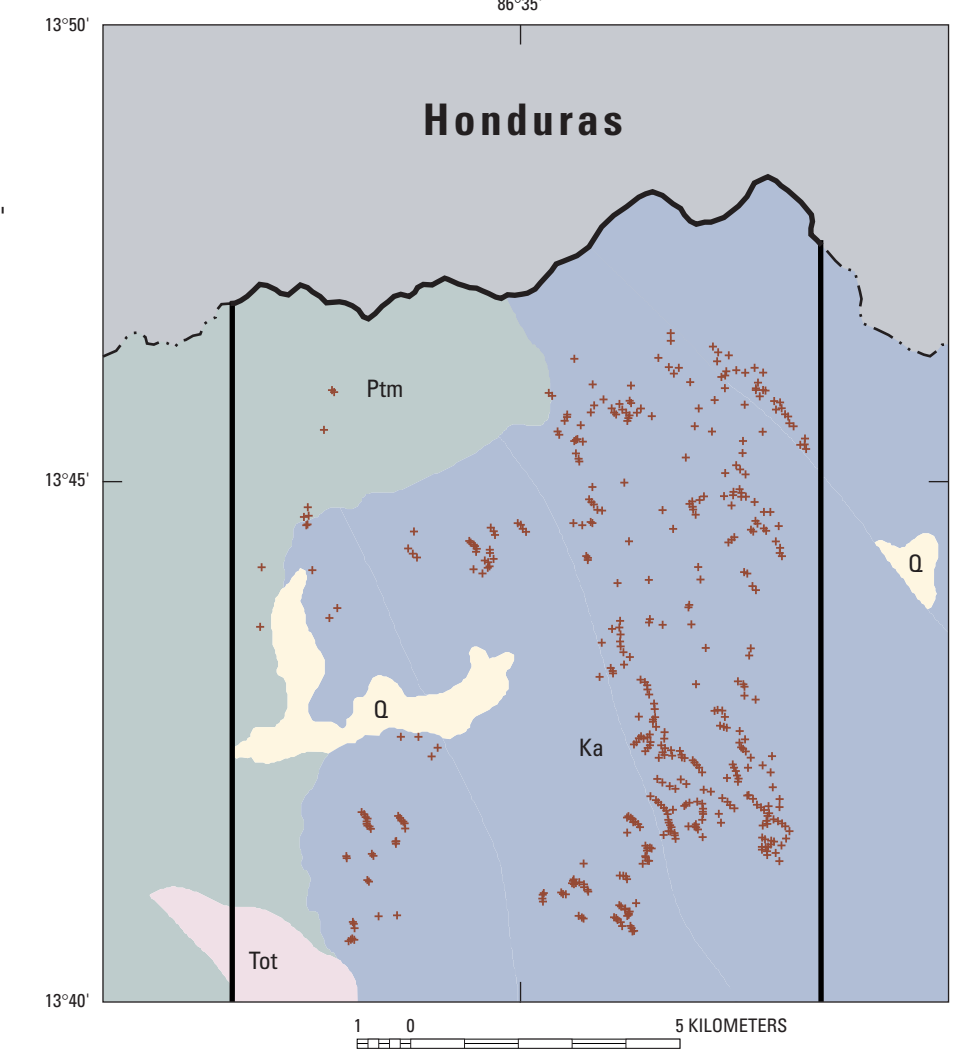 86°35'
13°50'
Honduras
Ptm
13°45'
Q
Q
Ka
Tot
13°40'
1 0 5 KILOMETERS